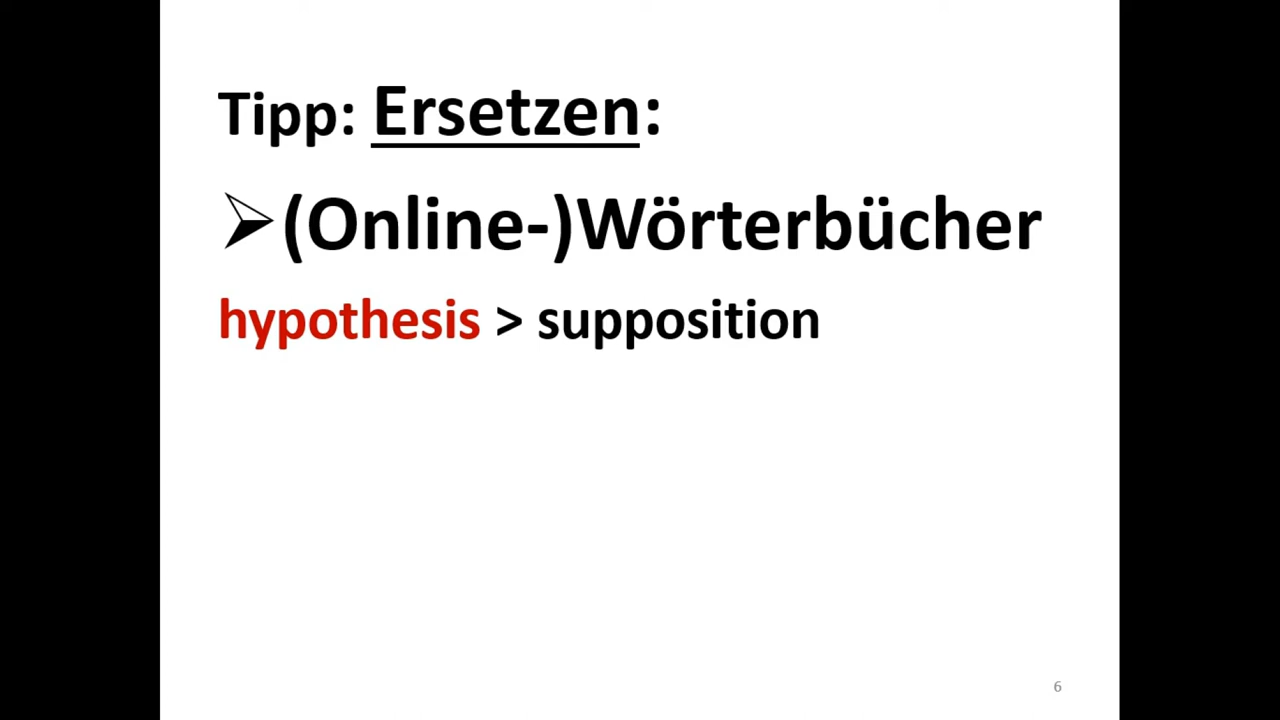 Tipp: Ersetzen:
➢(Online-)Wörterbücher
hypothesis > supposition
6